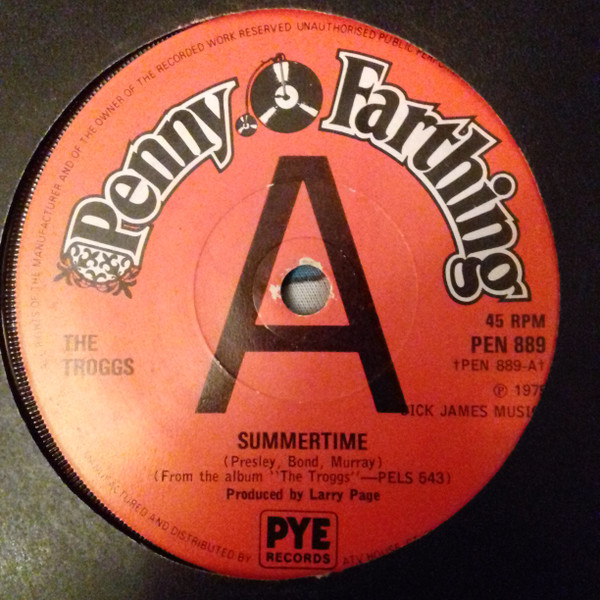 ALL RIGHTS OF THE MANUFACTURER AND OF THE OWNER OF THE RECORDED WORK RESERVED UNAUTHORISED PUBLIC
Penny Farthing
A
THE
TROGGS
45 RPM
PEN 889
†PEN 889-A†
℗ 197
DICK JAMES MUSIC
SUMMERTIME
(Presley, Bond, Murray)
(From the album "The Troggs"—PELS 543)
Produced by Larry Page
MANUFACTURED AND DISTRIBUTED BY
PYE
RECORDS
ATV HOUSE